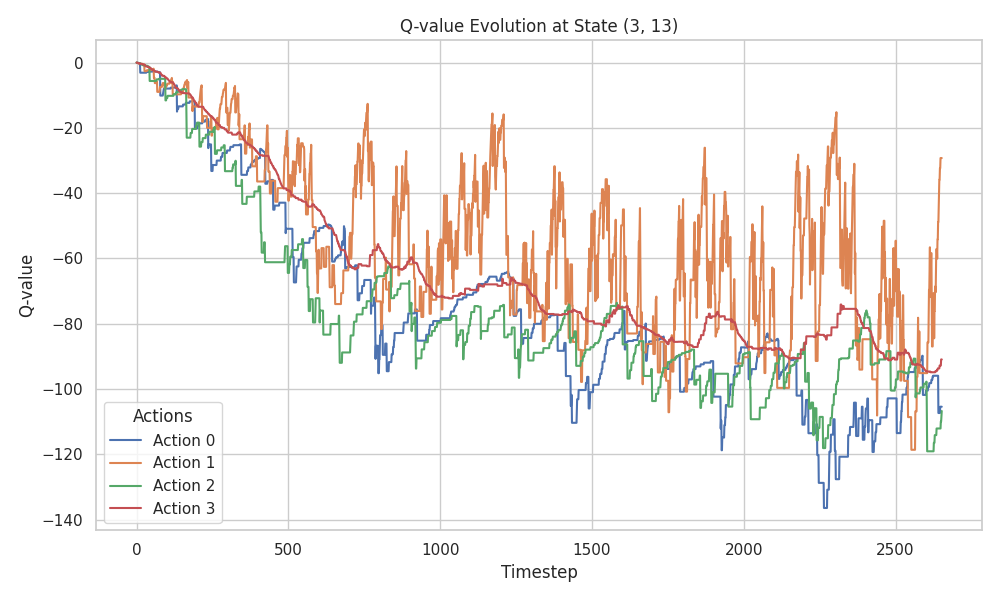 Q-value Evolution at State (3, 13)
Q-value
0
−20
−40
−60
−80
−100
−120
−140
Actions
Action 0
Action 1
Action 2
Action 3
0 500 1000 1500 2000 2500
Timestep